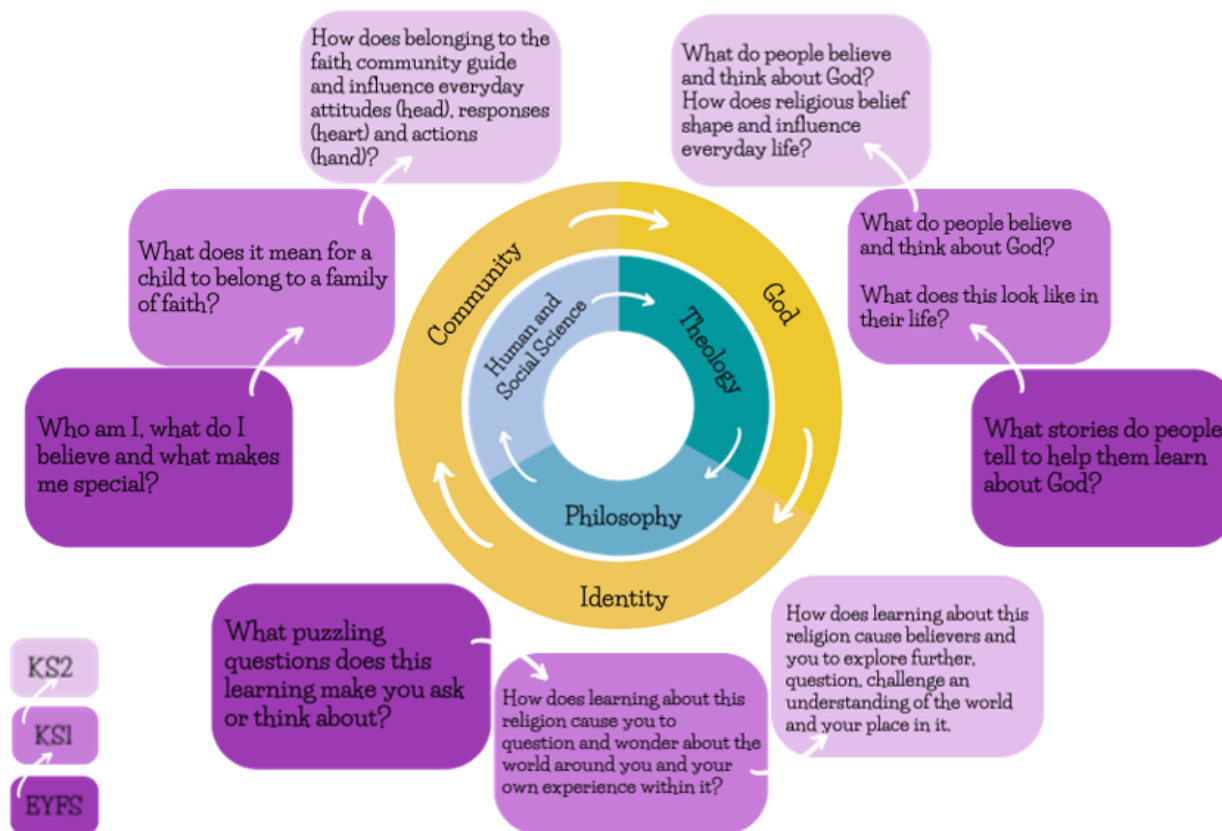 How does belonging to the
faith community guide
and influence everyday
attitudes (head), responses
(heart) and actions
(hand)?
What do people believe
and think about God?
How does religious belief
shape and influence
everyday life?
What does it mean for a
child to belong to a family
of faith?
What do people believe
and think about God?
What does this look like in
their life?
Who am I, what do I
believe and what makes
me special?
What stories do people
tell to help them learn
about God?
Community
God
Identity
Human and
Social Science
Theology
Philosophy
What puzzling
questions does this
learning make you ask
or think about?
How does learning about this
religion cause you to
question and wonder about the
world around you and your
own experience within it?
How does learning about this
religion cause believers and
you to explore further,
question, challenge an
understanding of the world
and your place in it.
KS2
KS1
EYFS